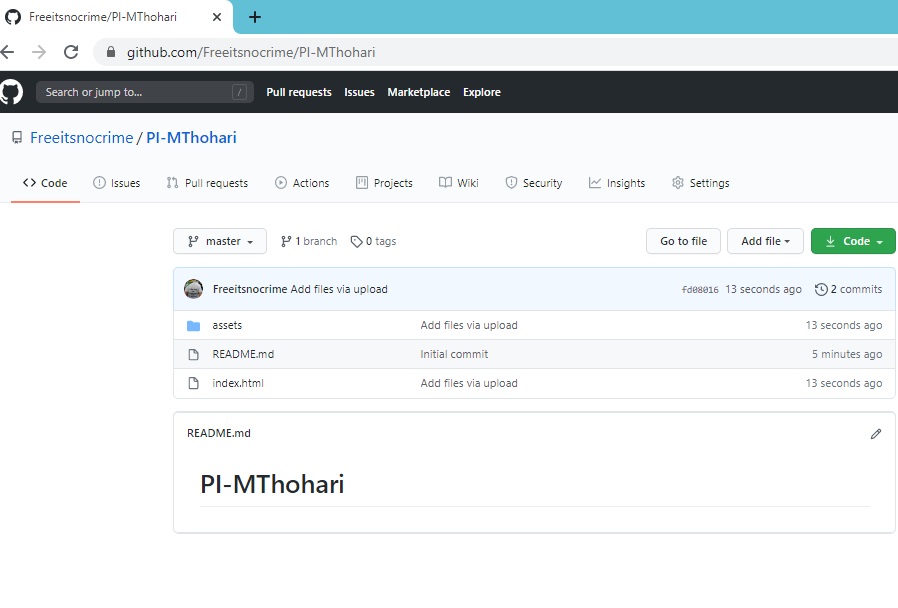 Freeitsnocrime/PI-MThohari
github.com/Freeitsnocrime/PI-MThohari
Search or jump to... / Pull requests Issues Marketplace Explore
Freeitsnocrime / PI-MThohari
Code Issues Pull requests Actions Projects Wiki Security Insights Settings
master 1 branch 0 tags Go to file Add file Code
Freeitsnocrime Add files via upload fd08016 13 seconds ago 2 commits
assets Add files via upload 13 seconds ago
README.md Initial commit 5 minutes ago
index.html Add files via upload 13 seconds ago
README.md
PI-MThohari